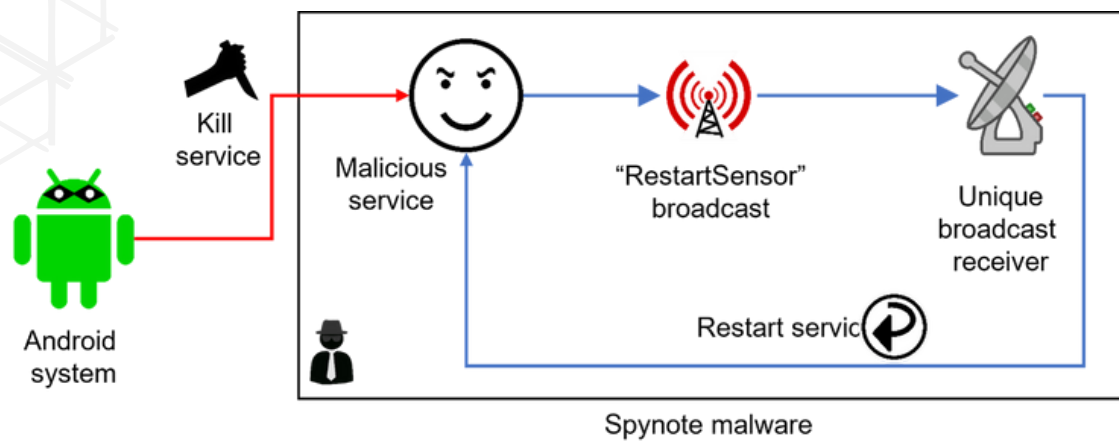 Kill
service
Malicious
service
“RestartSensor”
broadcast
Unique
broadcast
receiver
Restart servic
Android
system
Spynote malware